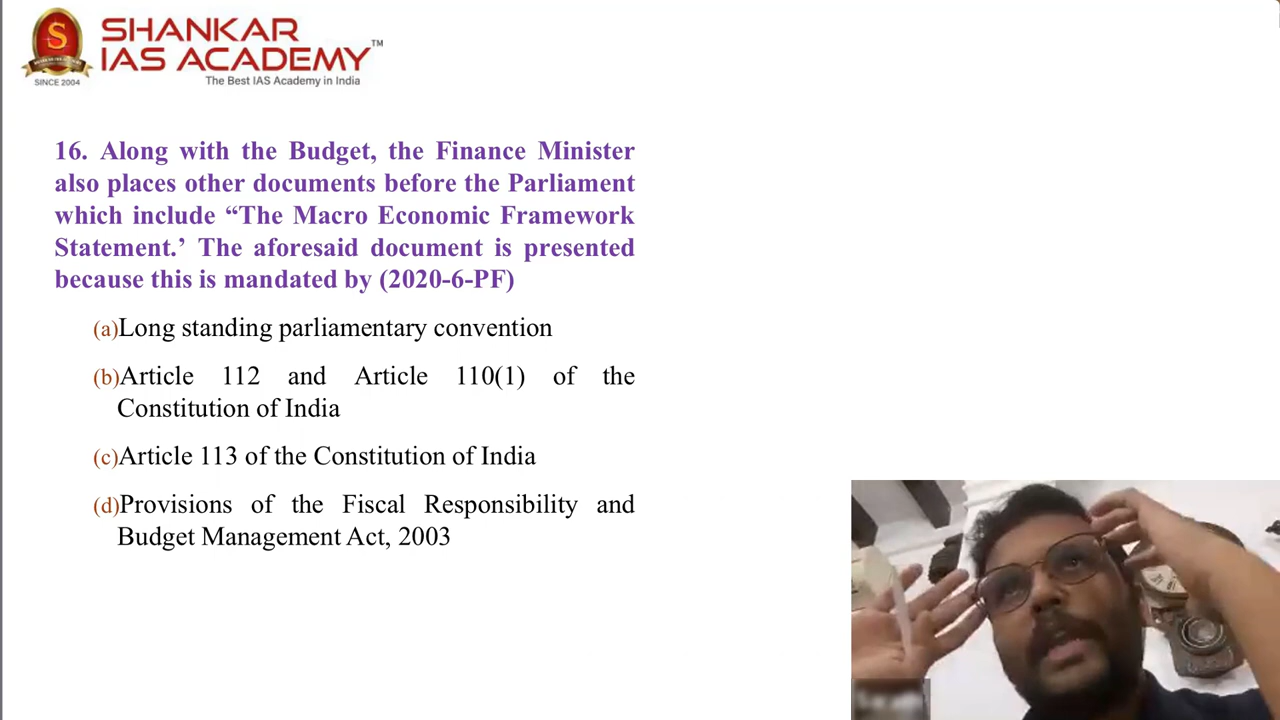 SHANKAR
IAS ACADEMY™
The Best IAS Academy in India
S
SINCE 2004
16. Along with the Budget, the Finance Minister
also places other documents before the Parliament
which include “The Macro Economic Framework
Statement.’ The aforesaid document is presented
because this is mandated by (2020-6-PF)
(a)Long standing parliamentary convention
(b)Article 112 and Article 110(1) of the
Constitution of India
(c)Article 113 of the Constitution of India
(d)Provisions of the Fiscal Responsibility and
Budget Management Act, 2003